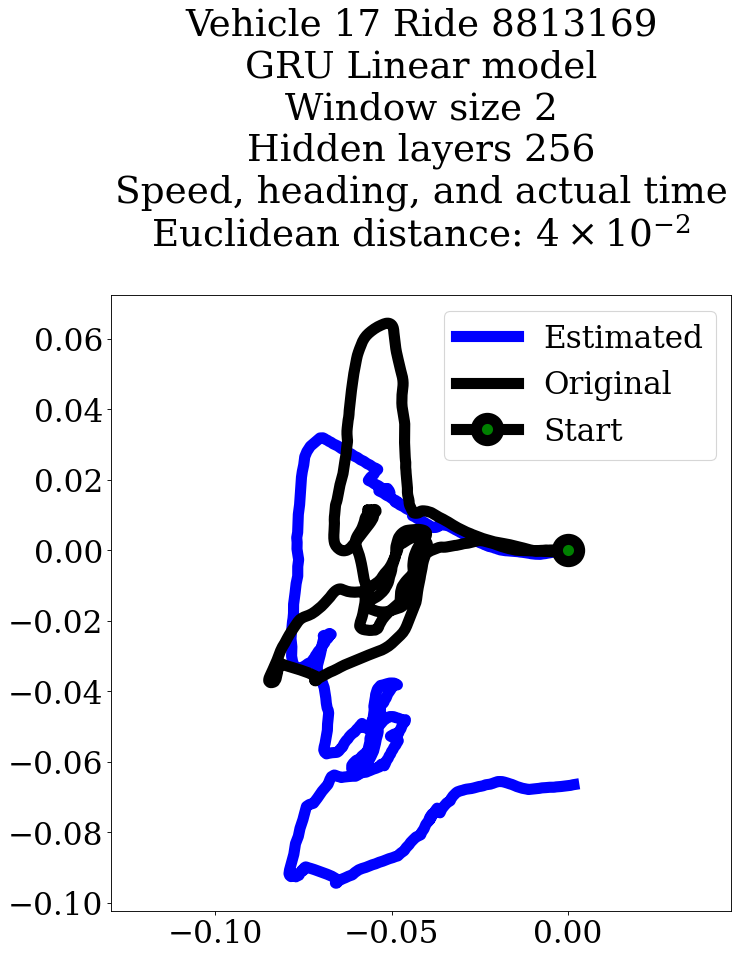 Vehicle 17 Ride 8813169
GRU Linear model
Window size 2
Hidden layers 256
Speed, heading, and actual time
Euclidean distance: 4 × 10⁻²
Estimated
Original
Start
0.06
0.04
0.02
0.00
−0.02
−0.04
−0.06
−0.08
−0.10
−0.10 −0.05 0.00